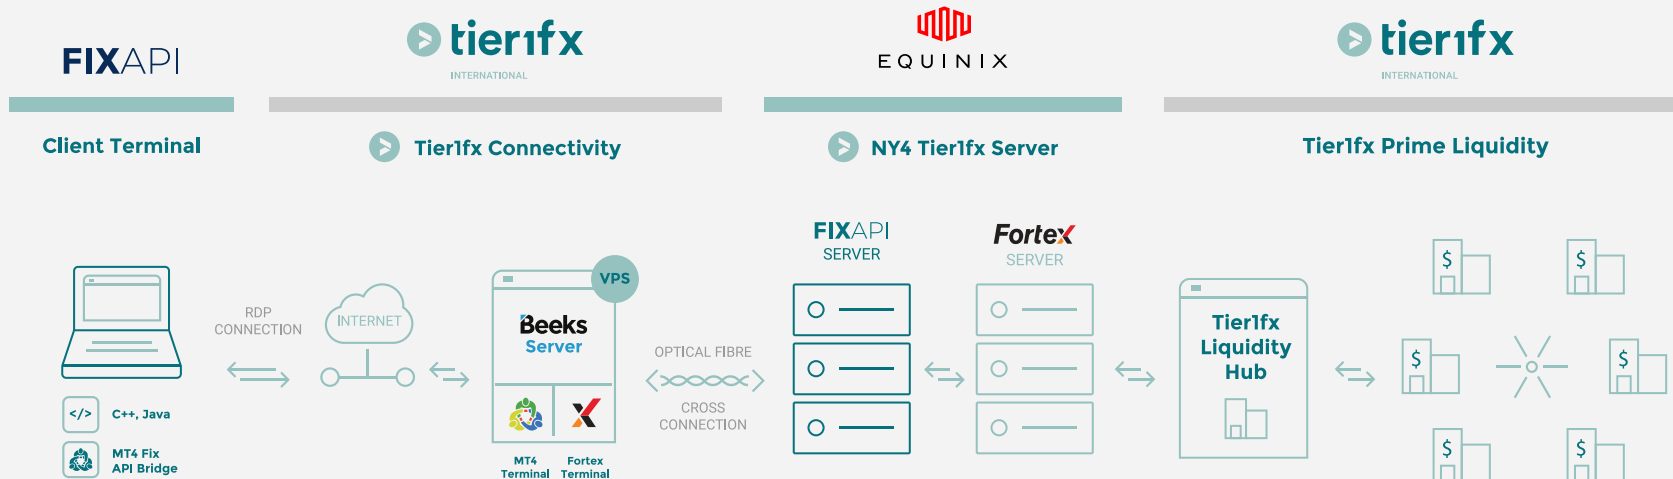 FIXAPI
tier1fx
INTERNATIONAL
EQUINIX
tier1fx
INTERNATIONAL
Client Terminal
Tier1fx Connectivity
NY4 Tier1fx Server
Tier1fx Prime Liquidity
RDP
CONNECTION
INTERNET
VPS
Beeks
Server
OPTICAL FIBRE
CROSS
CONNECTION
FIXAPI
SERVER
Fortex
SERVER
Tier1fx
Liquidity
Hub
$
$
$
$
$
$
</>
C++, Java
MT4 Fix
API Bridge
MT4
Terminal
Fortex
Terminal